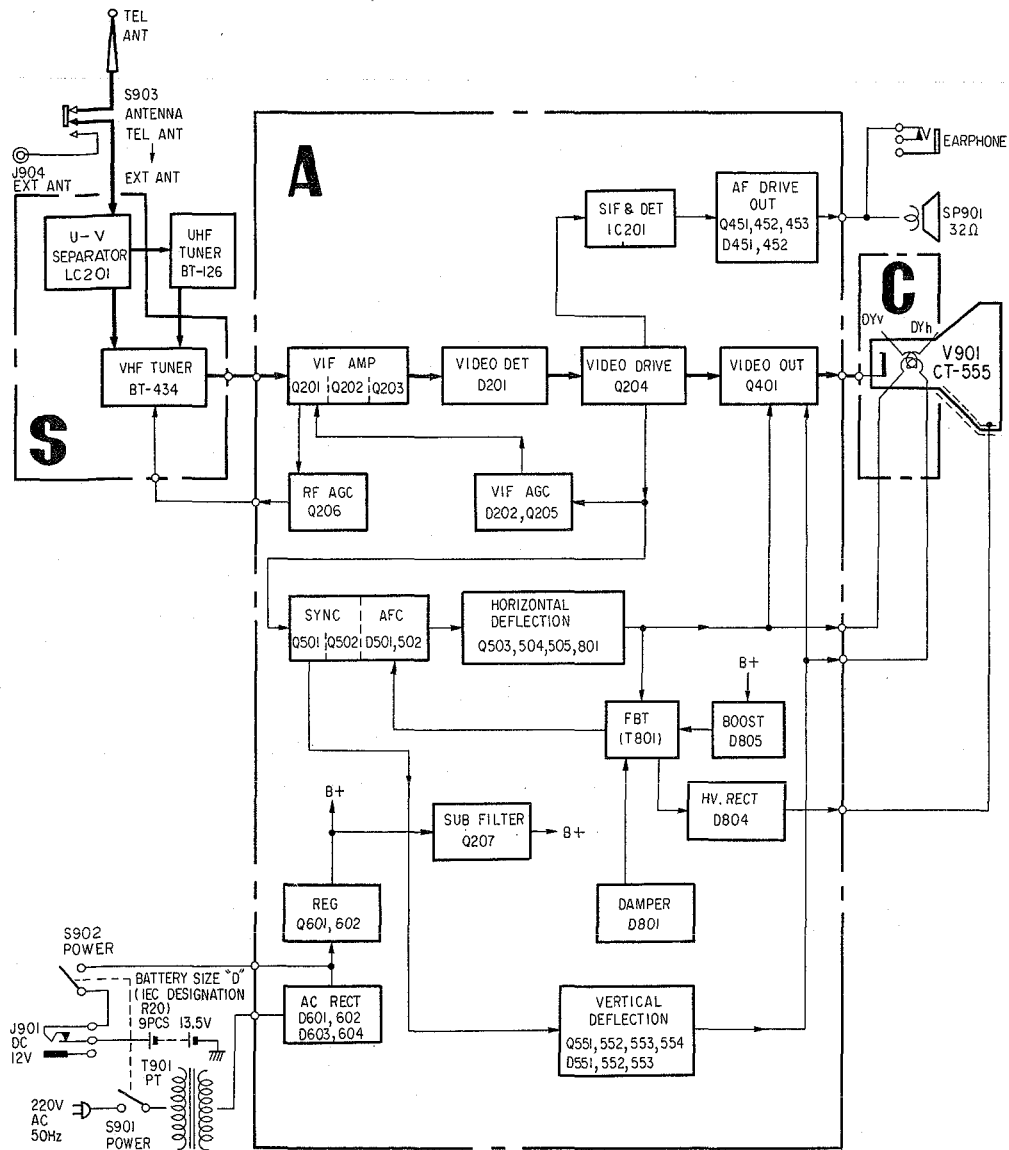 TEL
ANT
S903
ANTENNA
TEL ANT
EXT ANT
J904
EXT ANT
A
EARPHONE
SP901
32Ω
SIF & DET
IC201
AF DRIVE
OUT
Q451,452,453
D451,452
U-V
SEPARATOR
LC201
UHF
TUNER
BT-126
C
DYv
DYh
V901
CT-555
VHF TUNER
BT-434
VIF AMP
Q201 Q202 Q203
VIDEO DET
D201
VIDEO DRIVE
Q204
VIDEO OUT
Q401
S
RF AGC
Q206
VIF AGC
D202,Q205
SYNC
Q501 Q502
AFC
D501,502
HORIZONTAL
DEFLECTION
Q503,504,505,801
B+
FBT
(T801)
BOOST
D805
HV. RECT
D804
B+
SUB FILTER
Q207
B+
REG
Q601,602
DAMPER
D801
S902
POWER
BATTERY SIZE "D"
(IEC DESIGNATION
R20)
9PCS 13.5V
AC RECT
D601,602
D603,604
VERTICAL
DEFLECTION
Q551,552,553,554
D551,552,553
J901
DC
12V
T901
PT
220V
AC
50Hz
S901
POWER